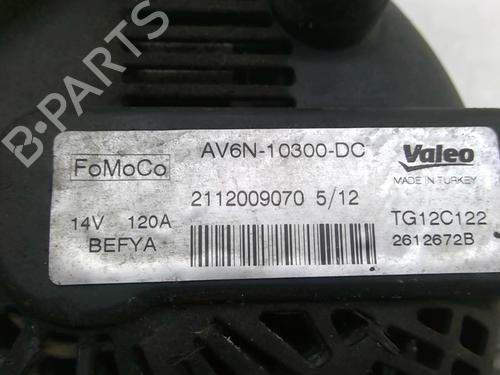 AV6N-10300-DC
FoMoCo
Valeo
MADE IN TURKEY
2112009070 5/12
14V 120A
BEFYA
TG12C122
2612672B
B-PARTS